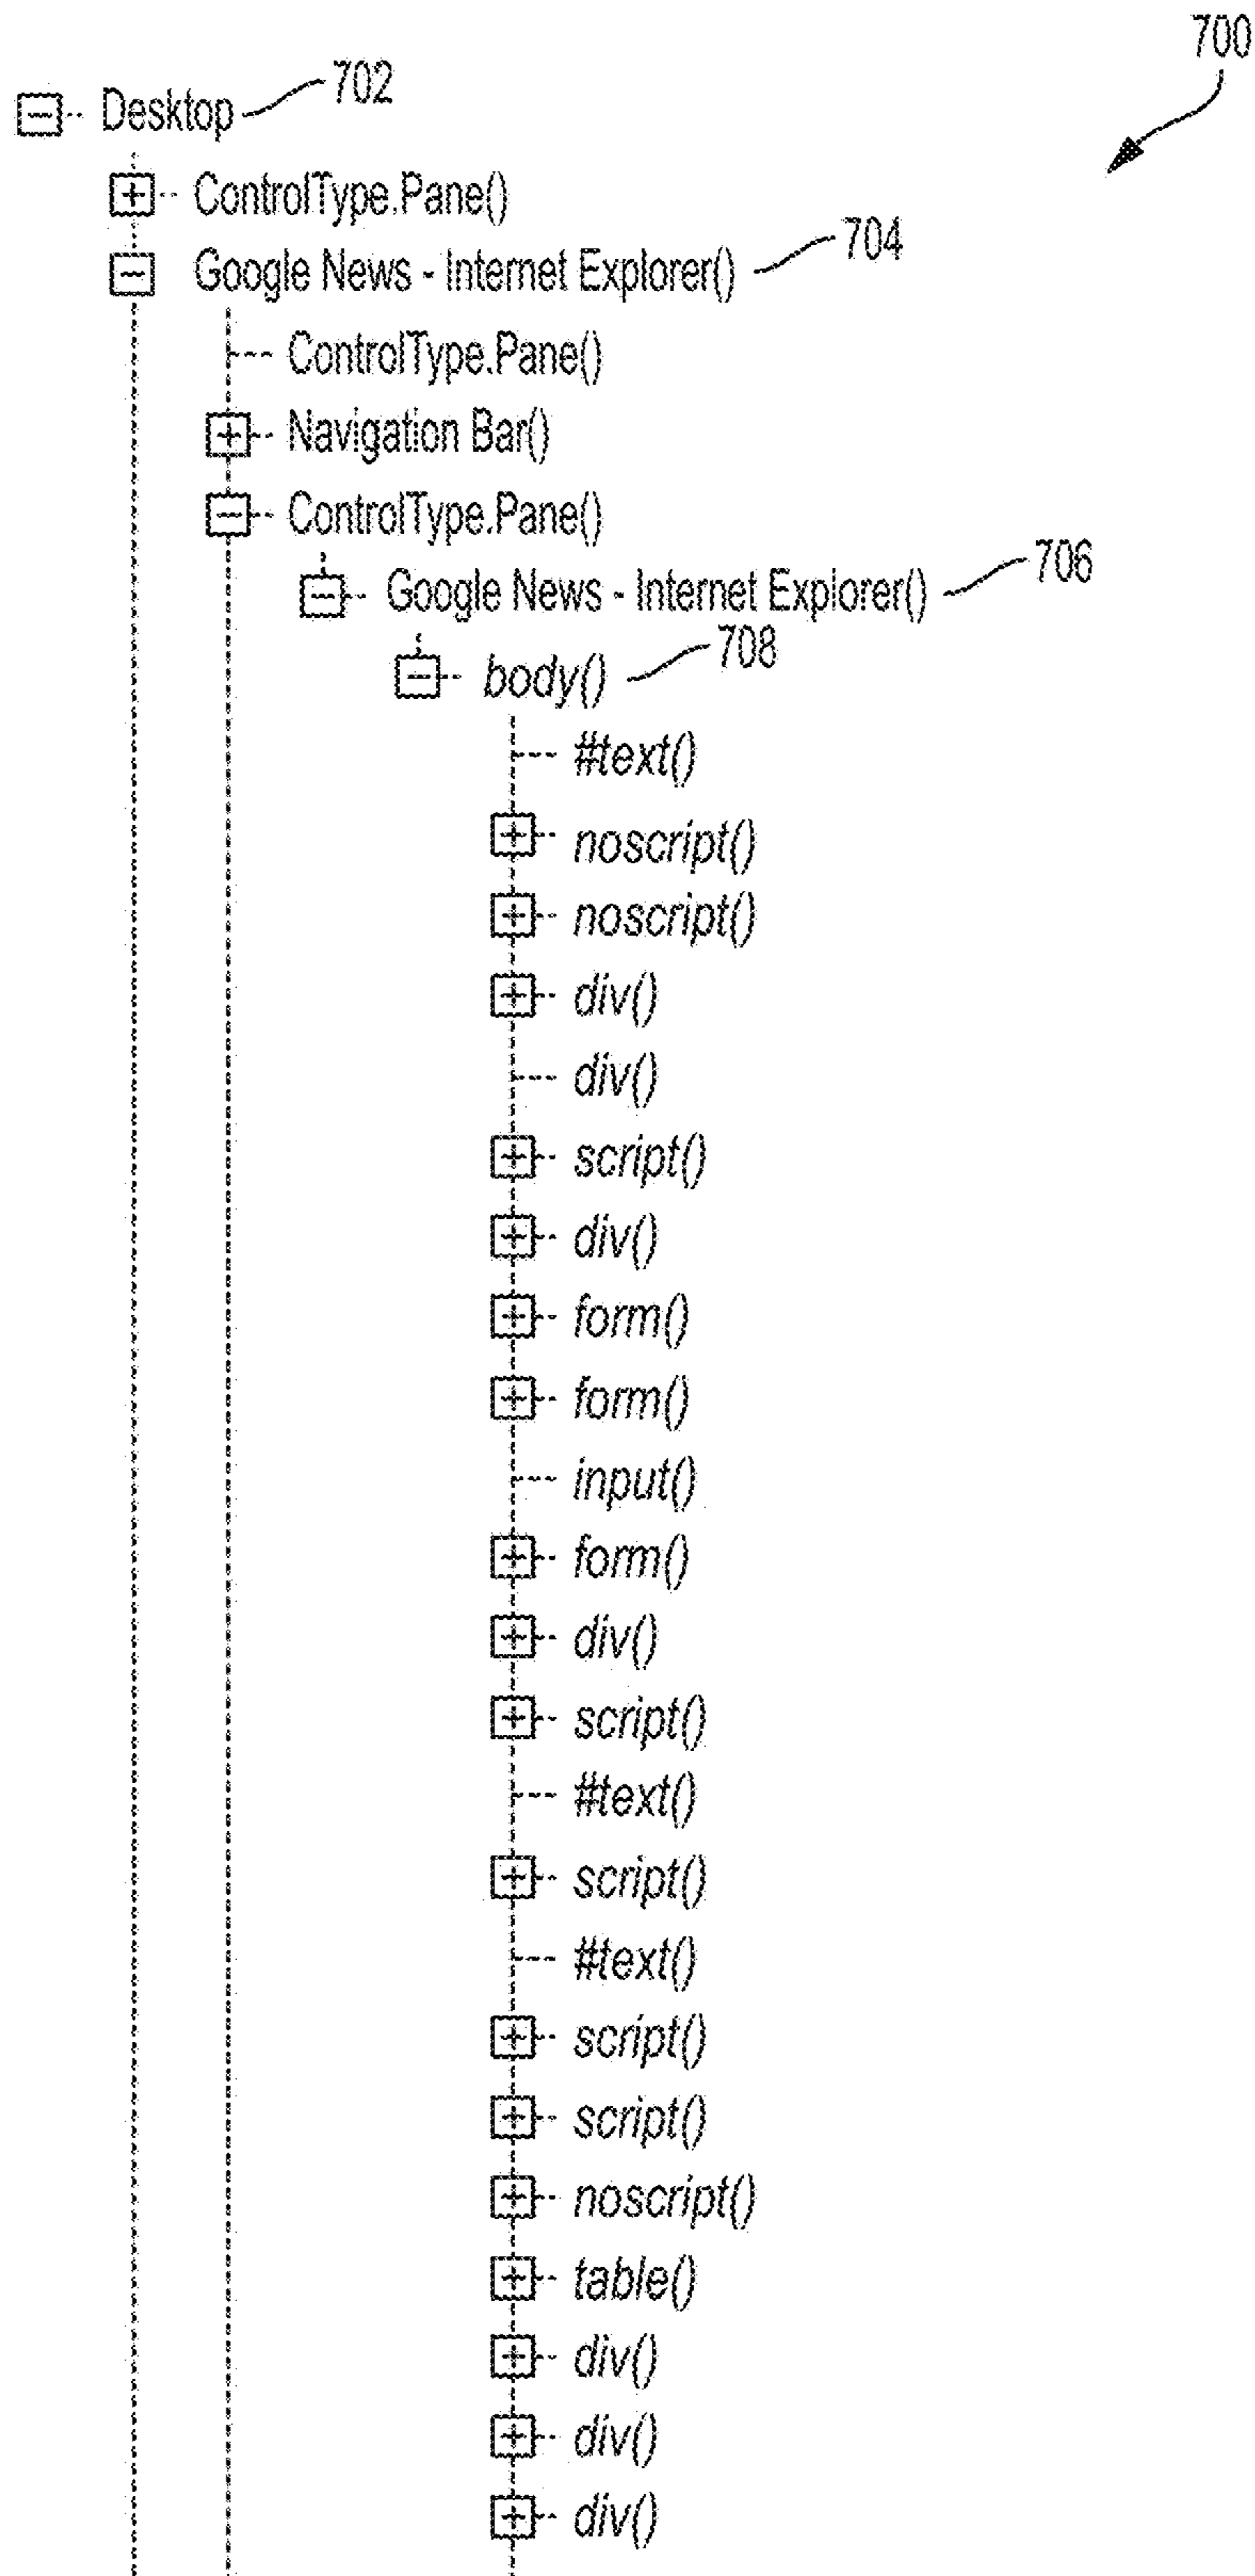 700
Desktop 702
ControlType.Pane()
Google News - Internet Explorer() 704
ControlType.Pane()
Navigation Bar()
ControlType.Pane()
Google News - Internet Explorer() 706
body() 708
#text()
noscript()
noscript()
div()
div()
script()
div()
form()
form()
input()
form()
div()
script()
#text()
script()
#text()
script()
script()
noscript()
table()
div()
div()
div()